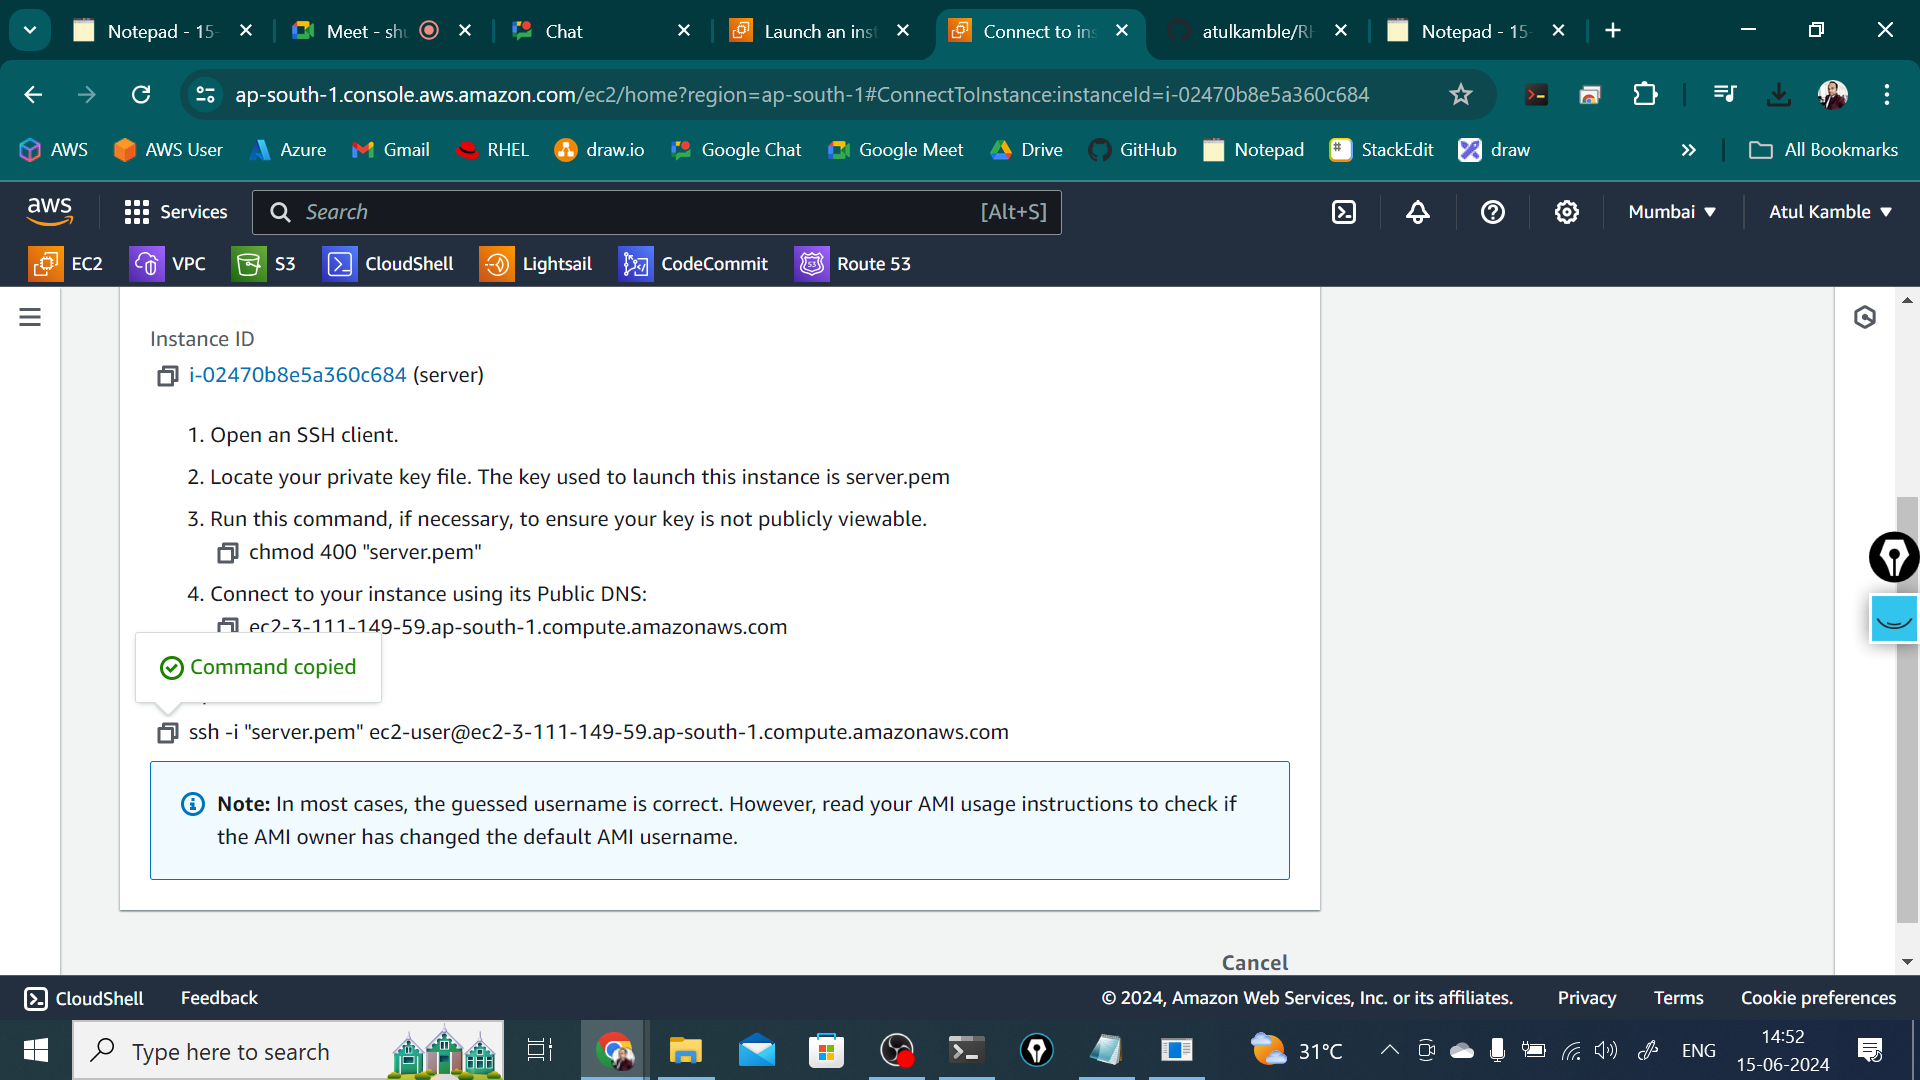 Notepad - 15-
Meet - shu
Chat
Launch an inst
Connect to ins
atulkamble/RH
Notepad - 15-
ap-south-1.console.aws.amazon.com/ec2/home?region=ap-south-1#ConnectToInstance:instanceId=i-02470b8e5a360c684
AWS
AWS User
Azure
Gmail
RHEL
draw.io
Google Chat
Google Meet
Drive
GitHub
Notepad
StackEdit
draw
All Bookmarks
aws
Services
Search
[Alt+S]
Mumbai
Atul Kamble
EC2
VPC
S3
CloudShell
Lightsail
CodeCommit
Route 53
Instance ID
i-02470b8e5a360c684 (server)
1. Open an SSH client.
2. Locate your private key file. The key used to launch this instance is server.pem
3. Run this command, if necessary, to ensure your key is not publicly viewable.
chmod 400 "server.pem"
4. Connect to your instance using its Public DNS:
ec2-3-111-149-59.ap-south-1.compute.amazonaws.com
Command copied
ssh -i "server.pem" ec2-user@ec2-3-111-149-59.ap-south-1.compute.amazonaws.com
Note: In most cases, the guessed username is correct. However, read your AMI usage instructions to check if
the AMI owner has changed the default AMI username.
Cancel
CloudShell
Feedback
© 2024, Amazon Web Services, Inc. or its affiliates.
Privacy
Terms
Cookie preferences
Type here to search
31°C
ENG
14:52
15-06-2024